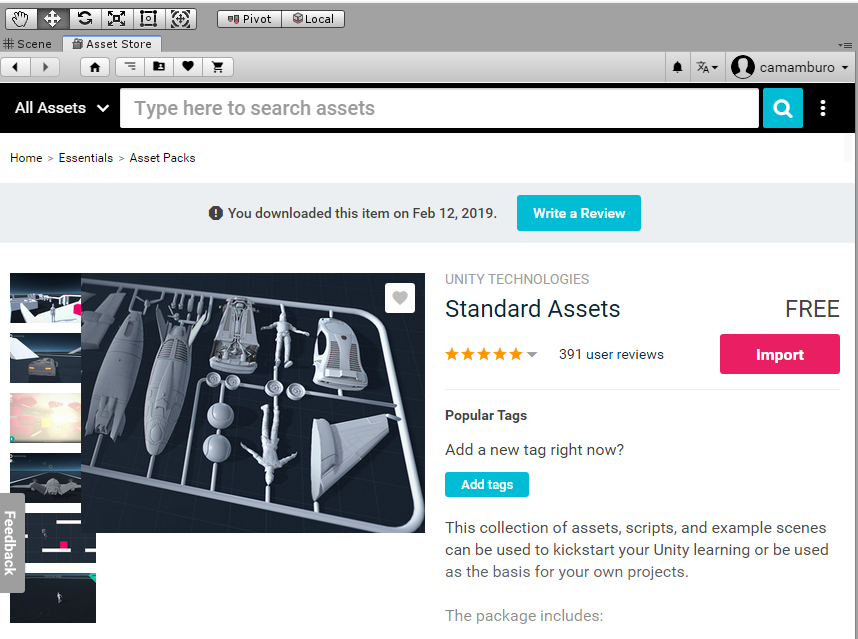 Pivot Local
Scene Asset Store
camamburo
All Assets Type here to search assets
Home > Essentials > Asset Packs
You downloaded this item on Feb 12, 2019. Write a Review
UNITY TECHNOLOGIES
Standard Assets FREE
391 user reviews Import
Popular Tags
Add a new tag right now?
Add tags
Feedback
This collection of assets, scripts, and example scenes
can be used to kickstart your Unity learning or be used
as the basis for your own projects.
The package includes: